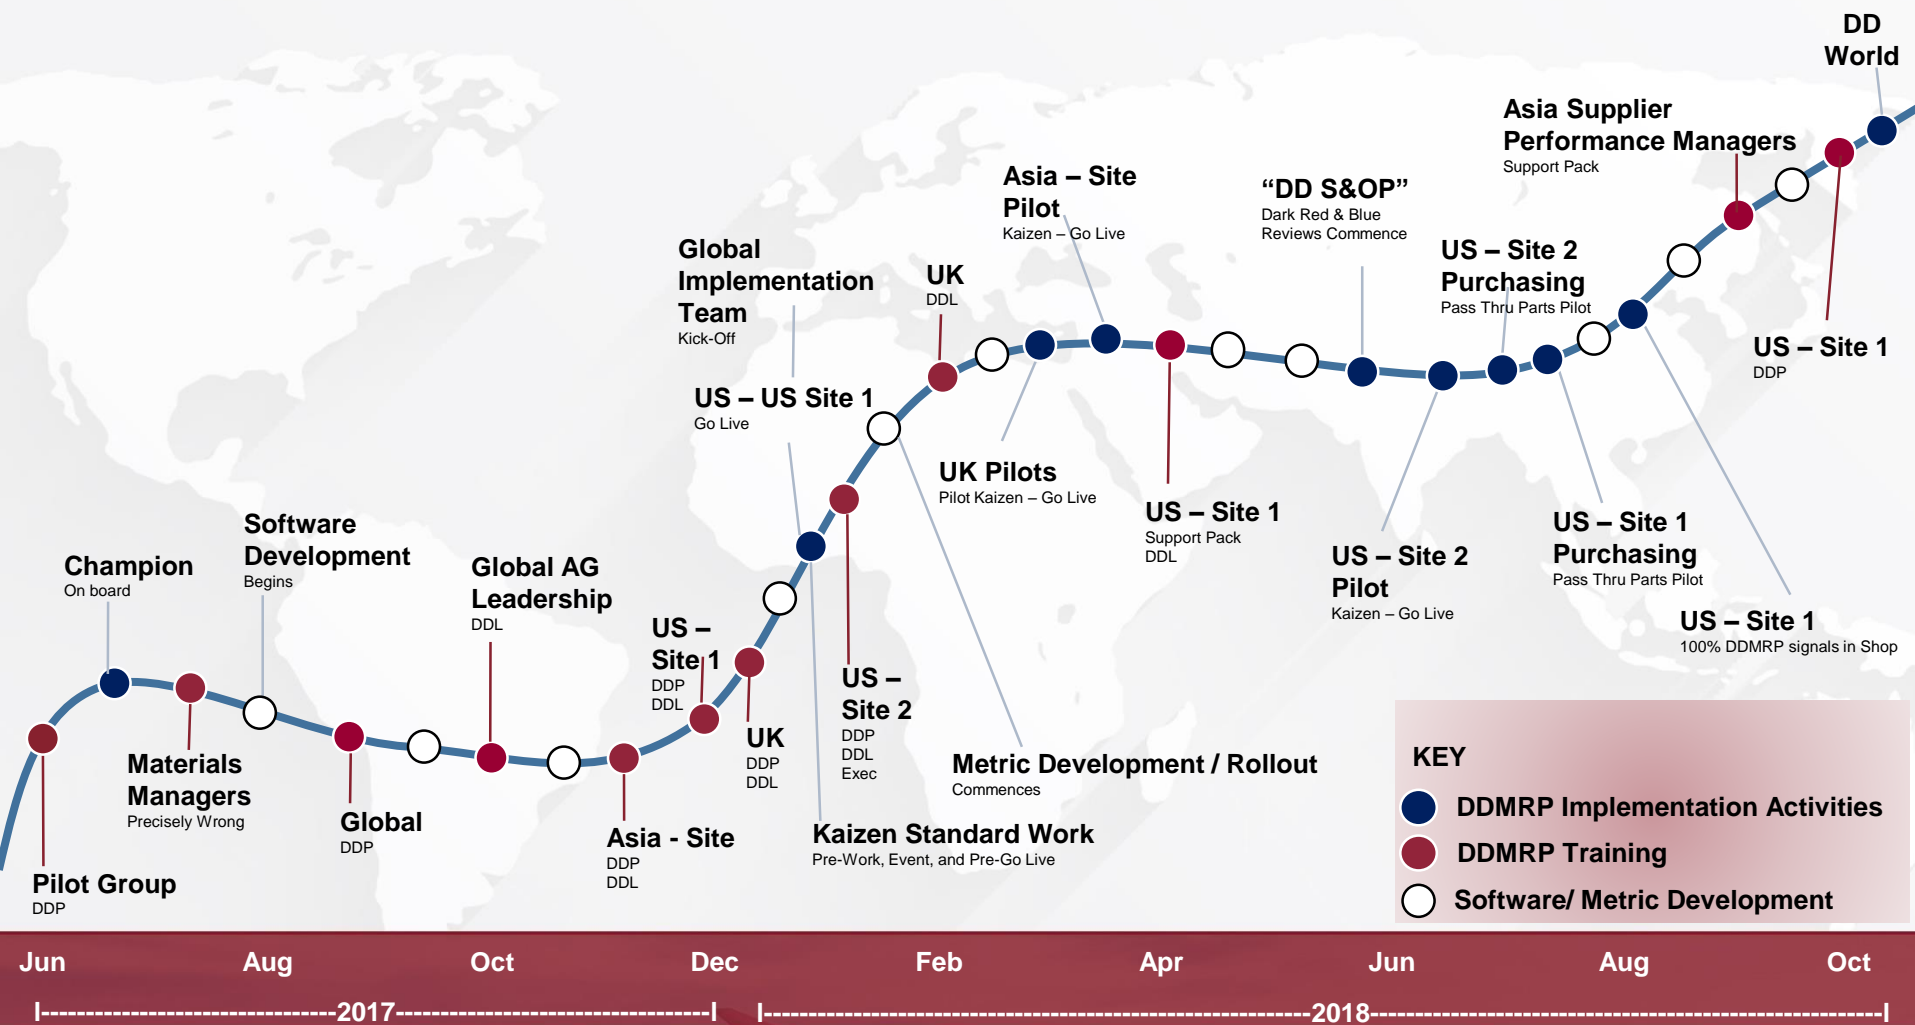 DD
World
Asia Supplier
Performance Managers
Support Pack
Asia – Site
Pilot
Kaizen – Go Live
“DD S&OP”
Dark Red & Blue
Reviews Commence
US – Site 2
Purchasing
Pass Thru Parts Pilot
Global
Implementation
Team
Kick-Off
UK
DDL
US – Site 1
DDP
US – US Site 1
Go Live
UK Pilots
Pilot Kaizen – Go Live
US – Site 1
Support Pack
DDL
US – Site 2
Pilot
Kaizen – Go Live
US – Site 1
Purchasing
Pass Thru Parts Pilot
US – Site 1
100% DDMRP signals in Shop
Champion
On board
Software
Development
Begins
Global AG
Leadership
DDL
US –
Site 1
DDP
DDL
US –
Site 2
DDP
DDL
Exec
UK
DDP
DDL
Materials
Managers
Precisely Wrong
Global
DDP
Asia - Site
DDP
DDL
Metric Development / Rollout
Commences
Kaizen Standard Work
Pre-Work, Event, and Pre-Go Live
Pilot Group
DDP
KEY
DDMRP Implementation Activities
DDMRP Training
Software/ Metric Development
Jun Aug Oct Dec Feb Apr Jun Aug Oct
I---------------------------------2017-----------------------------------I I--------------------------------------------------------------2018----------------------------------------------------------I